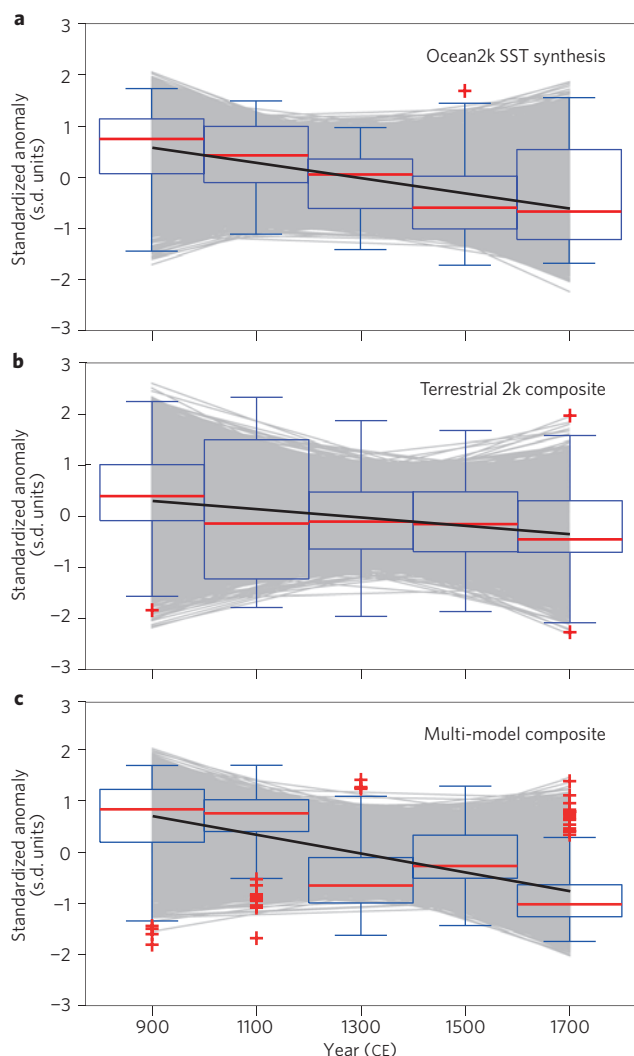 a
Ocean2k SST synthesis
Standardized anomaly
(s.d. units)
3
2
1
0
−1
−2
−3
b
Terrestrial 2k composite
Standardized anomaly
(s.d. units)
3
2
1
0
−1
−2
−3
c
Multi-model composite
Standardized anomaly
(s.d. units)
3
2
1
0
−1
−2
−3
900 1100 1300 1500 1700
Year (CE)